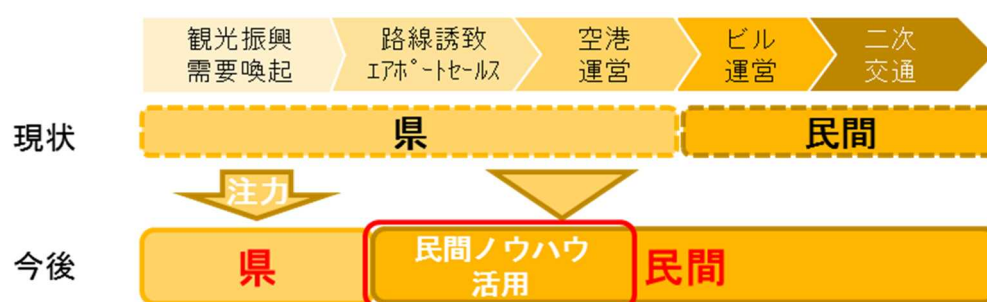 観光振興
需要喚起
路線誘致
ｴｱﾎﾟｰﾄｾｰﾙｽ
空港
運営
ビル
運営
二次
交通
現状
県
民間
注力
今後
県
民間ノウハウ
活用
民間